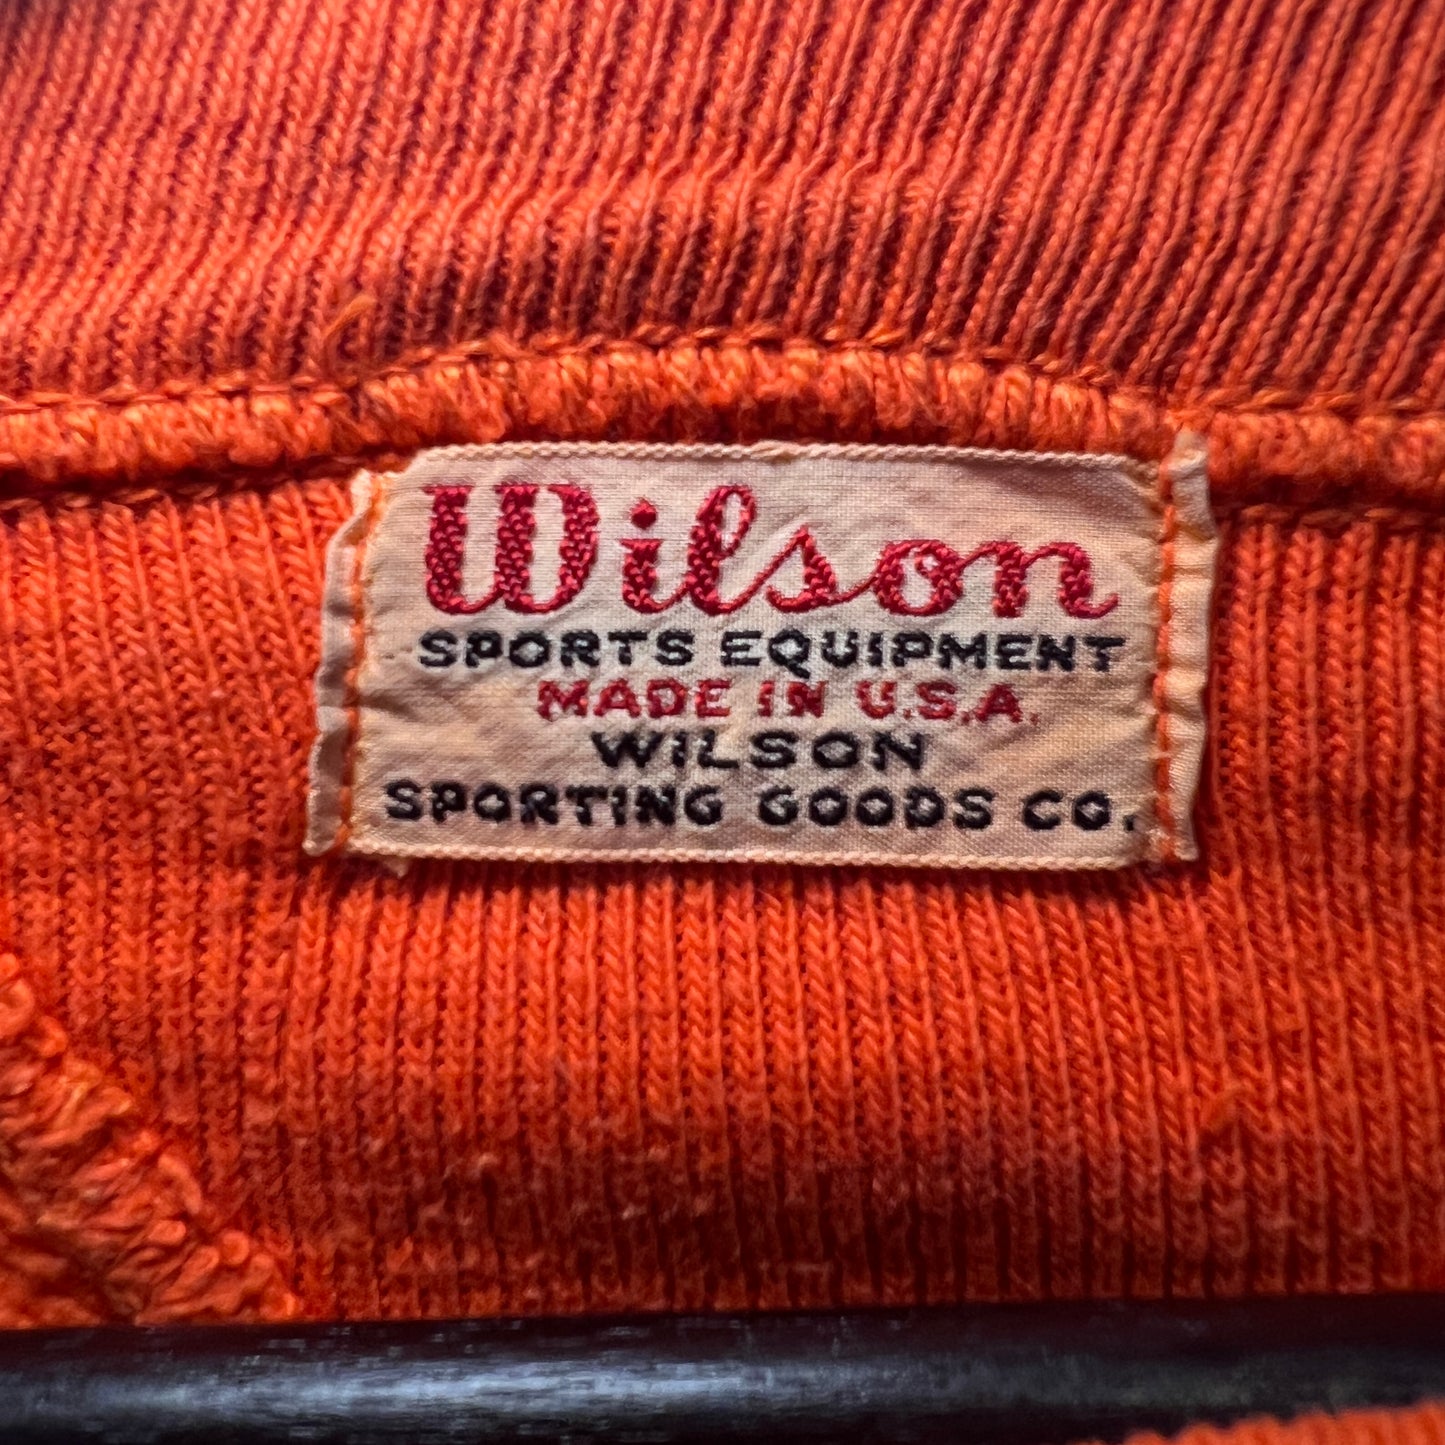 Wilson
SPORTS EQUIPMENT
MADE IN U.S.A.
WILSON
SPORTING GOODS CO.